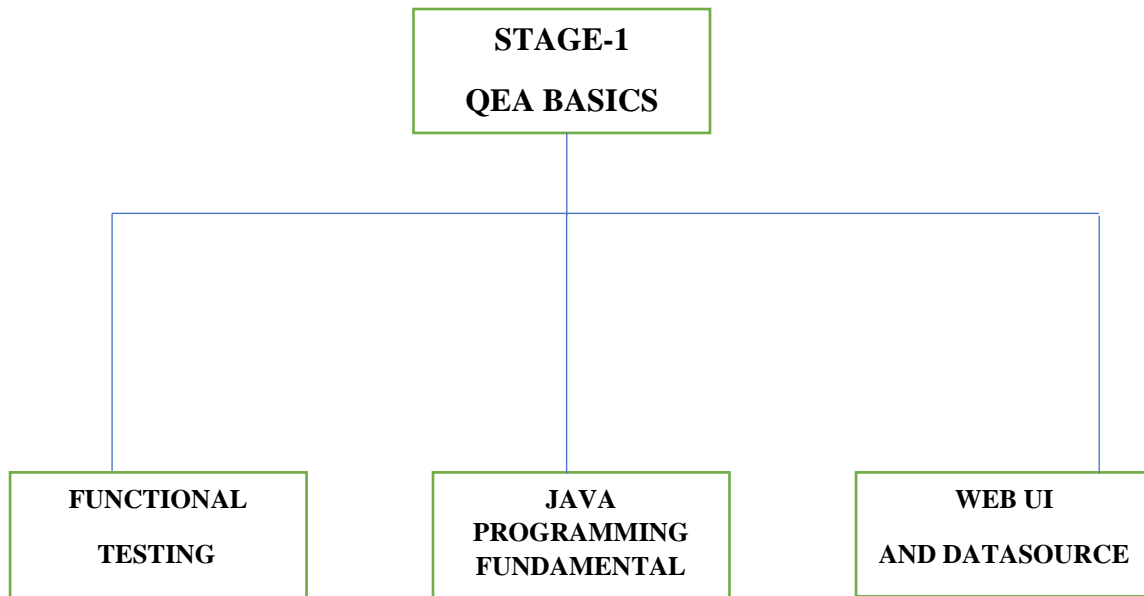 STAGE-1
QEA BASICS
FUNCTIONAL
TESTING
JAVA
PROGRAMMING
FUNDAMENTAL
WEB UI
AND DATASOURCE